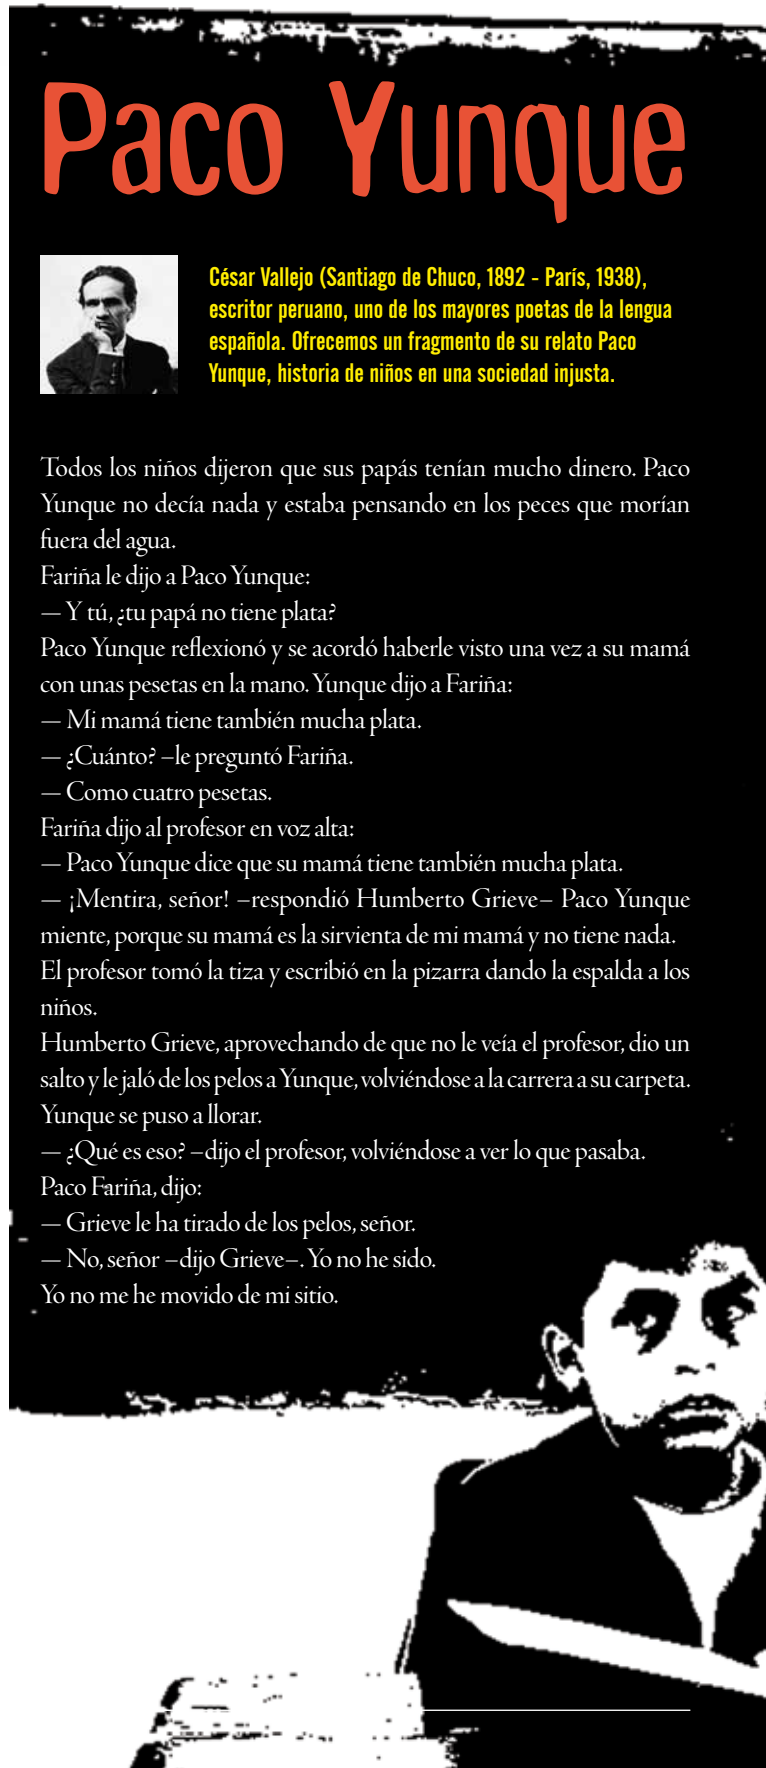 Paco Yunque
César Vallejo (Santiago de Chuco, 1892 - París, 1938),
escritor peruano, uno de los mayores poetas de la lengua
española. Ofrecemos un fragmento de su relato Paco
Yunque, historia de niños en una sociedad injusta.
Todos los niños dijeron que sus papás tenían mucho dinero. Paco
Yunque no decía nada y estaba pensando en los peces que morían
fuera del agua.
Fariña le dijo a Paco Yunque:
— Y tú, ¿tu papá no tiene plata?
Paco Yunque reflexionó y se acordó haberle visto una vez a su mamá
con unas pesetas en la mano. Yunque dijo a Fariña:
— Mi mamá tiene también mucha plata.
— ¿Cuánto? –le preguntó Fariña.
— Como cuatro pesetas.
Fariña dijo al profesor en voz alta:
— Paco Yunque dice que su mamá tiene también mucha plata.
— ¡Mentira, señor! –respondió Humberto Grieve– Paco Yunque
miente, porque su mamá es la sirvienta de mi mamá y no tiene nada.
El profesor tomó la tiza y escribió en la pizarra dando la espalda a los
niños.
Humberto Grieve, aprovechando de que no le veía el profesor, dio un
salto y le jaló de los pelos a Yunque, volviéndose a la carrera a su carpeta.
Yunque se puso a llorar.
— ¿Qué es eso? –dijo el profesor, volviéndose a ver lo que pasaba.
Paco Fariña, dijo:
— Grieve le ha tirado de los pelos, señor.
— No, señor –dijo Grieve–. Yo no he sido.
Yo no me he movido de mi sitio.